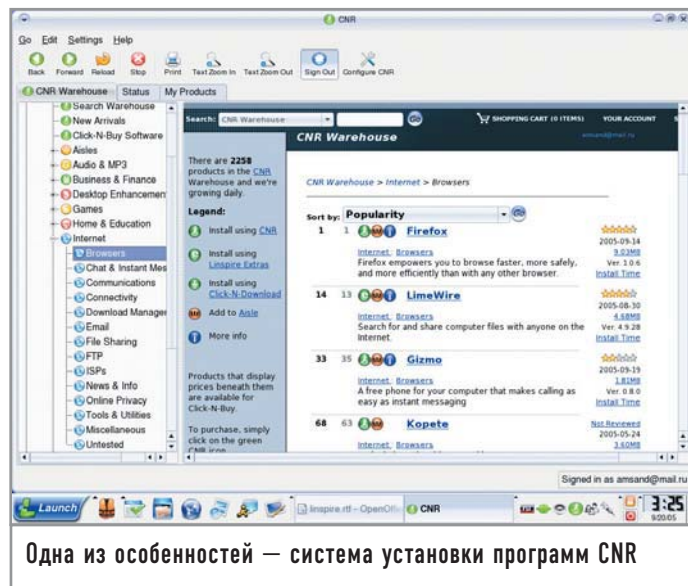 CNR
Go Edit Settings Help
Back Forward Reload Stop Print Text Zoom In Text Zoom Out Sign Out Configure CNR
CNR Warehouse Status My Products
Search Warehouse
New Arrivals
Click-N-Buy Software
Aisles
Audio & MP3
Business & Finance
Desktop Enhancemen
Games
Home & Education
Internet
Browsers
Chat & Instant Mes
Communications
Connectivity
Download Manager
Email
File Sharing
FTP
ISPs
News & Info
Online Privacy
Tools & Utilities
Miscellaneous
Untested
Search: CNR Warehouse Go SHOPPING CART (0 ITEMS) YOUR ACCOUNT S
CNR Warehouse amsand@mail.ru
There are 2258
products in the CNR
Warehouse and we're
growing daily.
Legend:
Install using CNR
Install using
Linspire Extras
Install using
Click-N-Download
Add to Aisle
More info
Products that display
prices beneath them
are available for
Click-N-Buy.
To purchase, simply
click on the green
CNR icon
CNR Warehouse > Internet > Browsers
Sort by: Popularity Go
1 1 Firefox
Internet, Browsers
Firefox empowers you to browse faster, more safely,
and more efficiently than with any other browser.
2005-09-14
9.03MB
Ver. 1.0.6
Install Time
14 13 LimeWire
Internet, Browsers
Search for and share computer files with anyone on the
Internet.
2005-08-30
4.68MB
Ver. 4.9.28
Install Time
33 35 Gizmo
Internet, Browsers
A free phone for your computer that makes calling as
easy as instant messaging
2005-09-19
1.81MB
Ver. 0.8.0
Install Time
68 63 Kopete
Internet, Browsers
Not Reviewed
2005-05-24
3.60MB
Signed in as amsand@mail.ru
Launch linspire.rtf - OpenOffi CNR 3:25
9/20/05
Одна из особенностей — система установки программ CNR